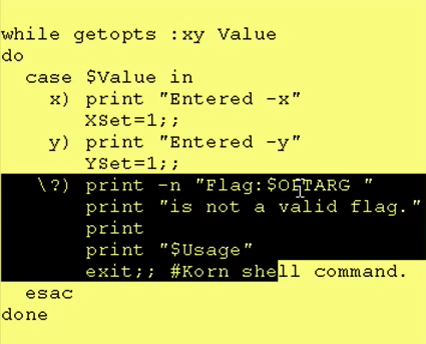 while getopts :xy Value
do
  case $Value in
    x) print "Entered -x"
       XSet=1;;
    y) print "Entered -y"
       YSet=1;;
   \?) print -n "Flag:$OPTARG "
       print "is not a valid flag."
       print
       print "$Usage"
       exit;; #Korn shell command.
  esac
done